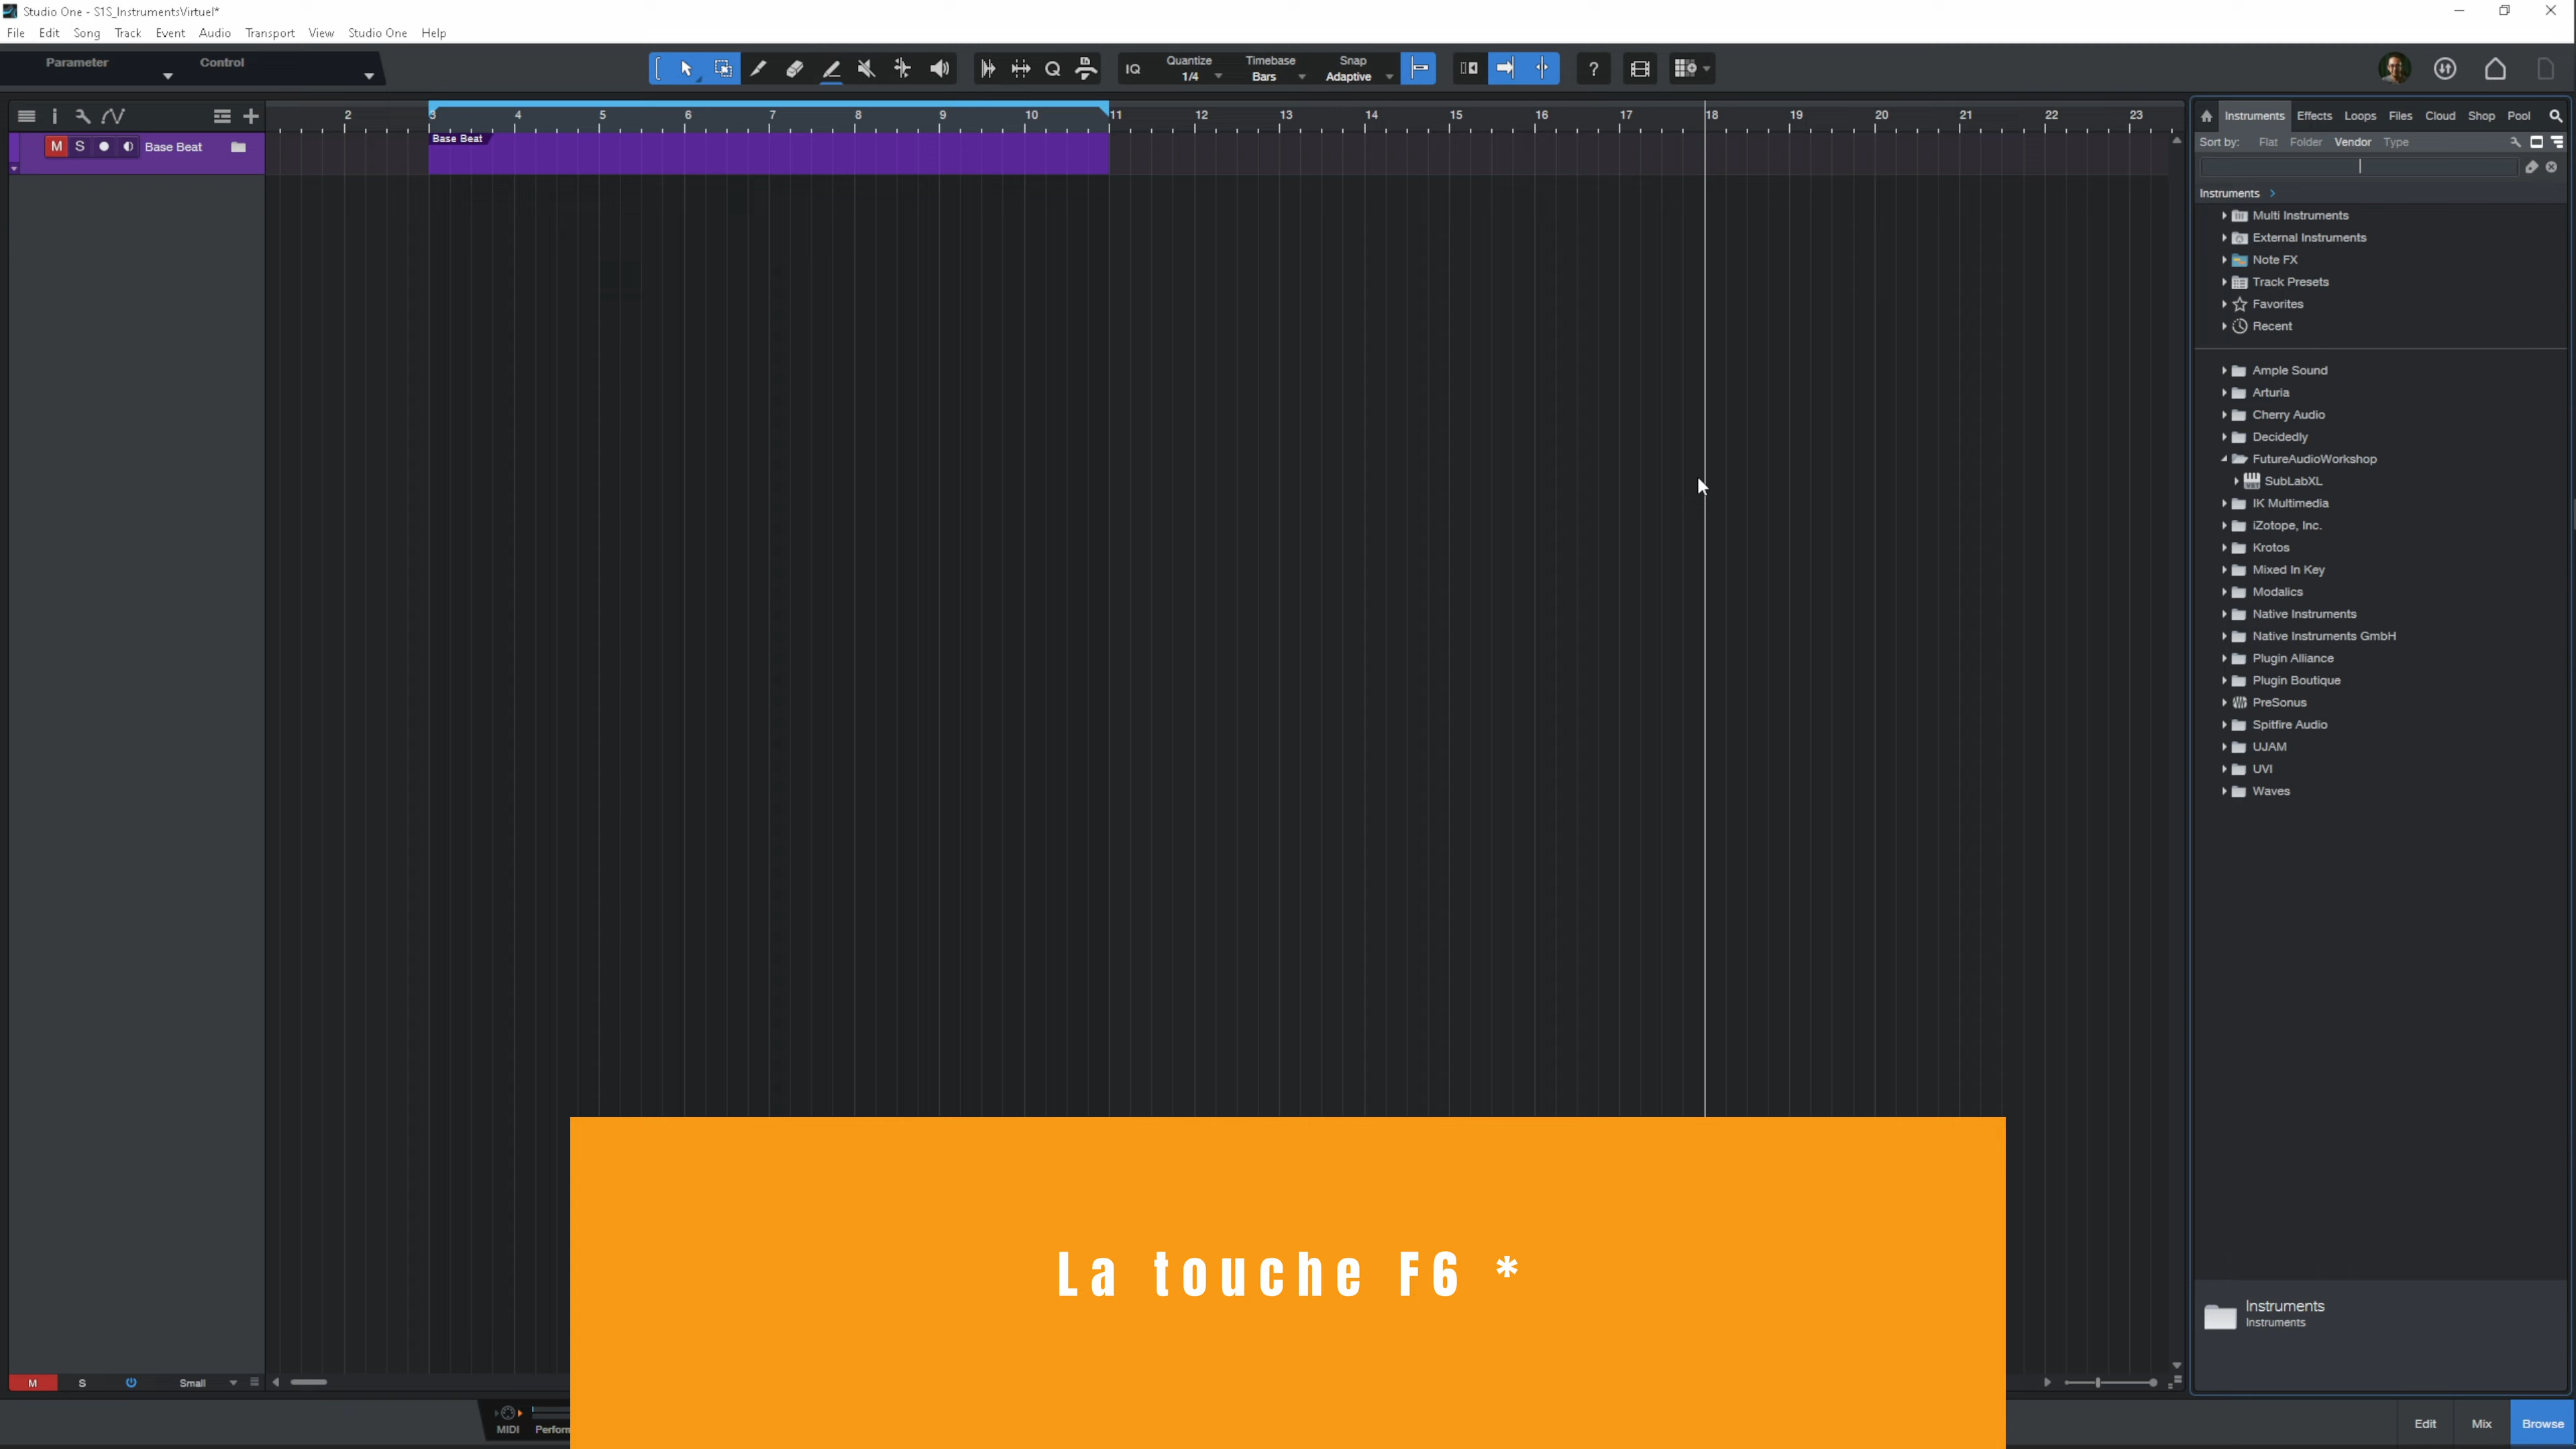 Studio One - S1S_InstrumentsVirtuel*
File Edit Song Track Event Audio Transport View Studio One Help
Parameter Control
IQ Quantize 1/4 Timebase Bars Snap Adaptive ?
2 3 4 5 6 7 8 9 10 11 12 13 14 15 16 17 18 19 20 21 22 23
M S Base Beat
Base Beat
Instruments Effects Loops Files Cloud Shop Pool
Sort by: Flat Folder Vendor Type
Instruments >
Multi Instruments
External Instruments
Note FX
Track Presets
Favorites
Recent
Ample Sound
Arturia
Cherry Audio
Decidedly
FutureAudioWorkshop
SubLabXL
IK Multimedia
iZotope, Inc.
Krotos
Mixed In Key
Modalics
Native Instruments
Native Instruments GmbH
Plugin Alliance
Plugin Boutique
PreSonus
Spitfire Audio
UJAM
UVI
Waves
La touche F6 *
Instruments
Instruments
M S Small
MIDI Perform
Edit Mix Browse